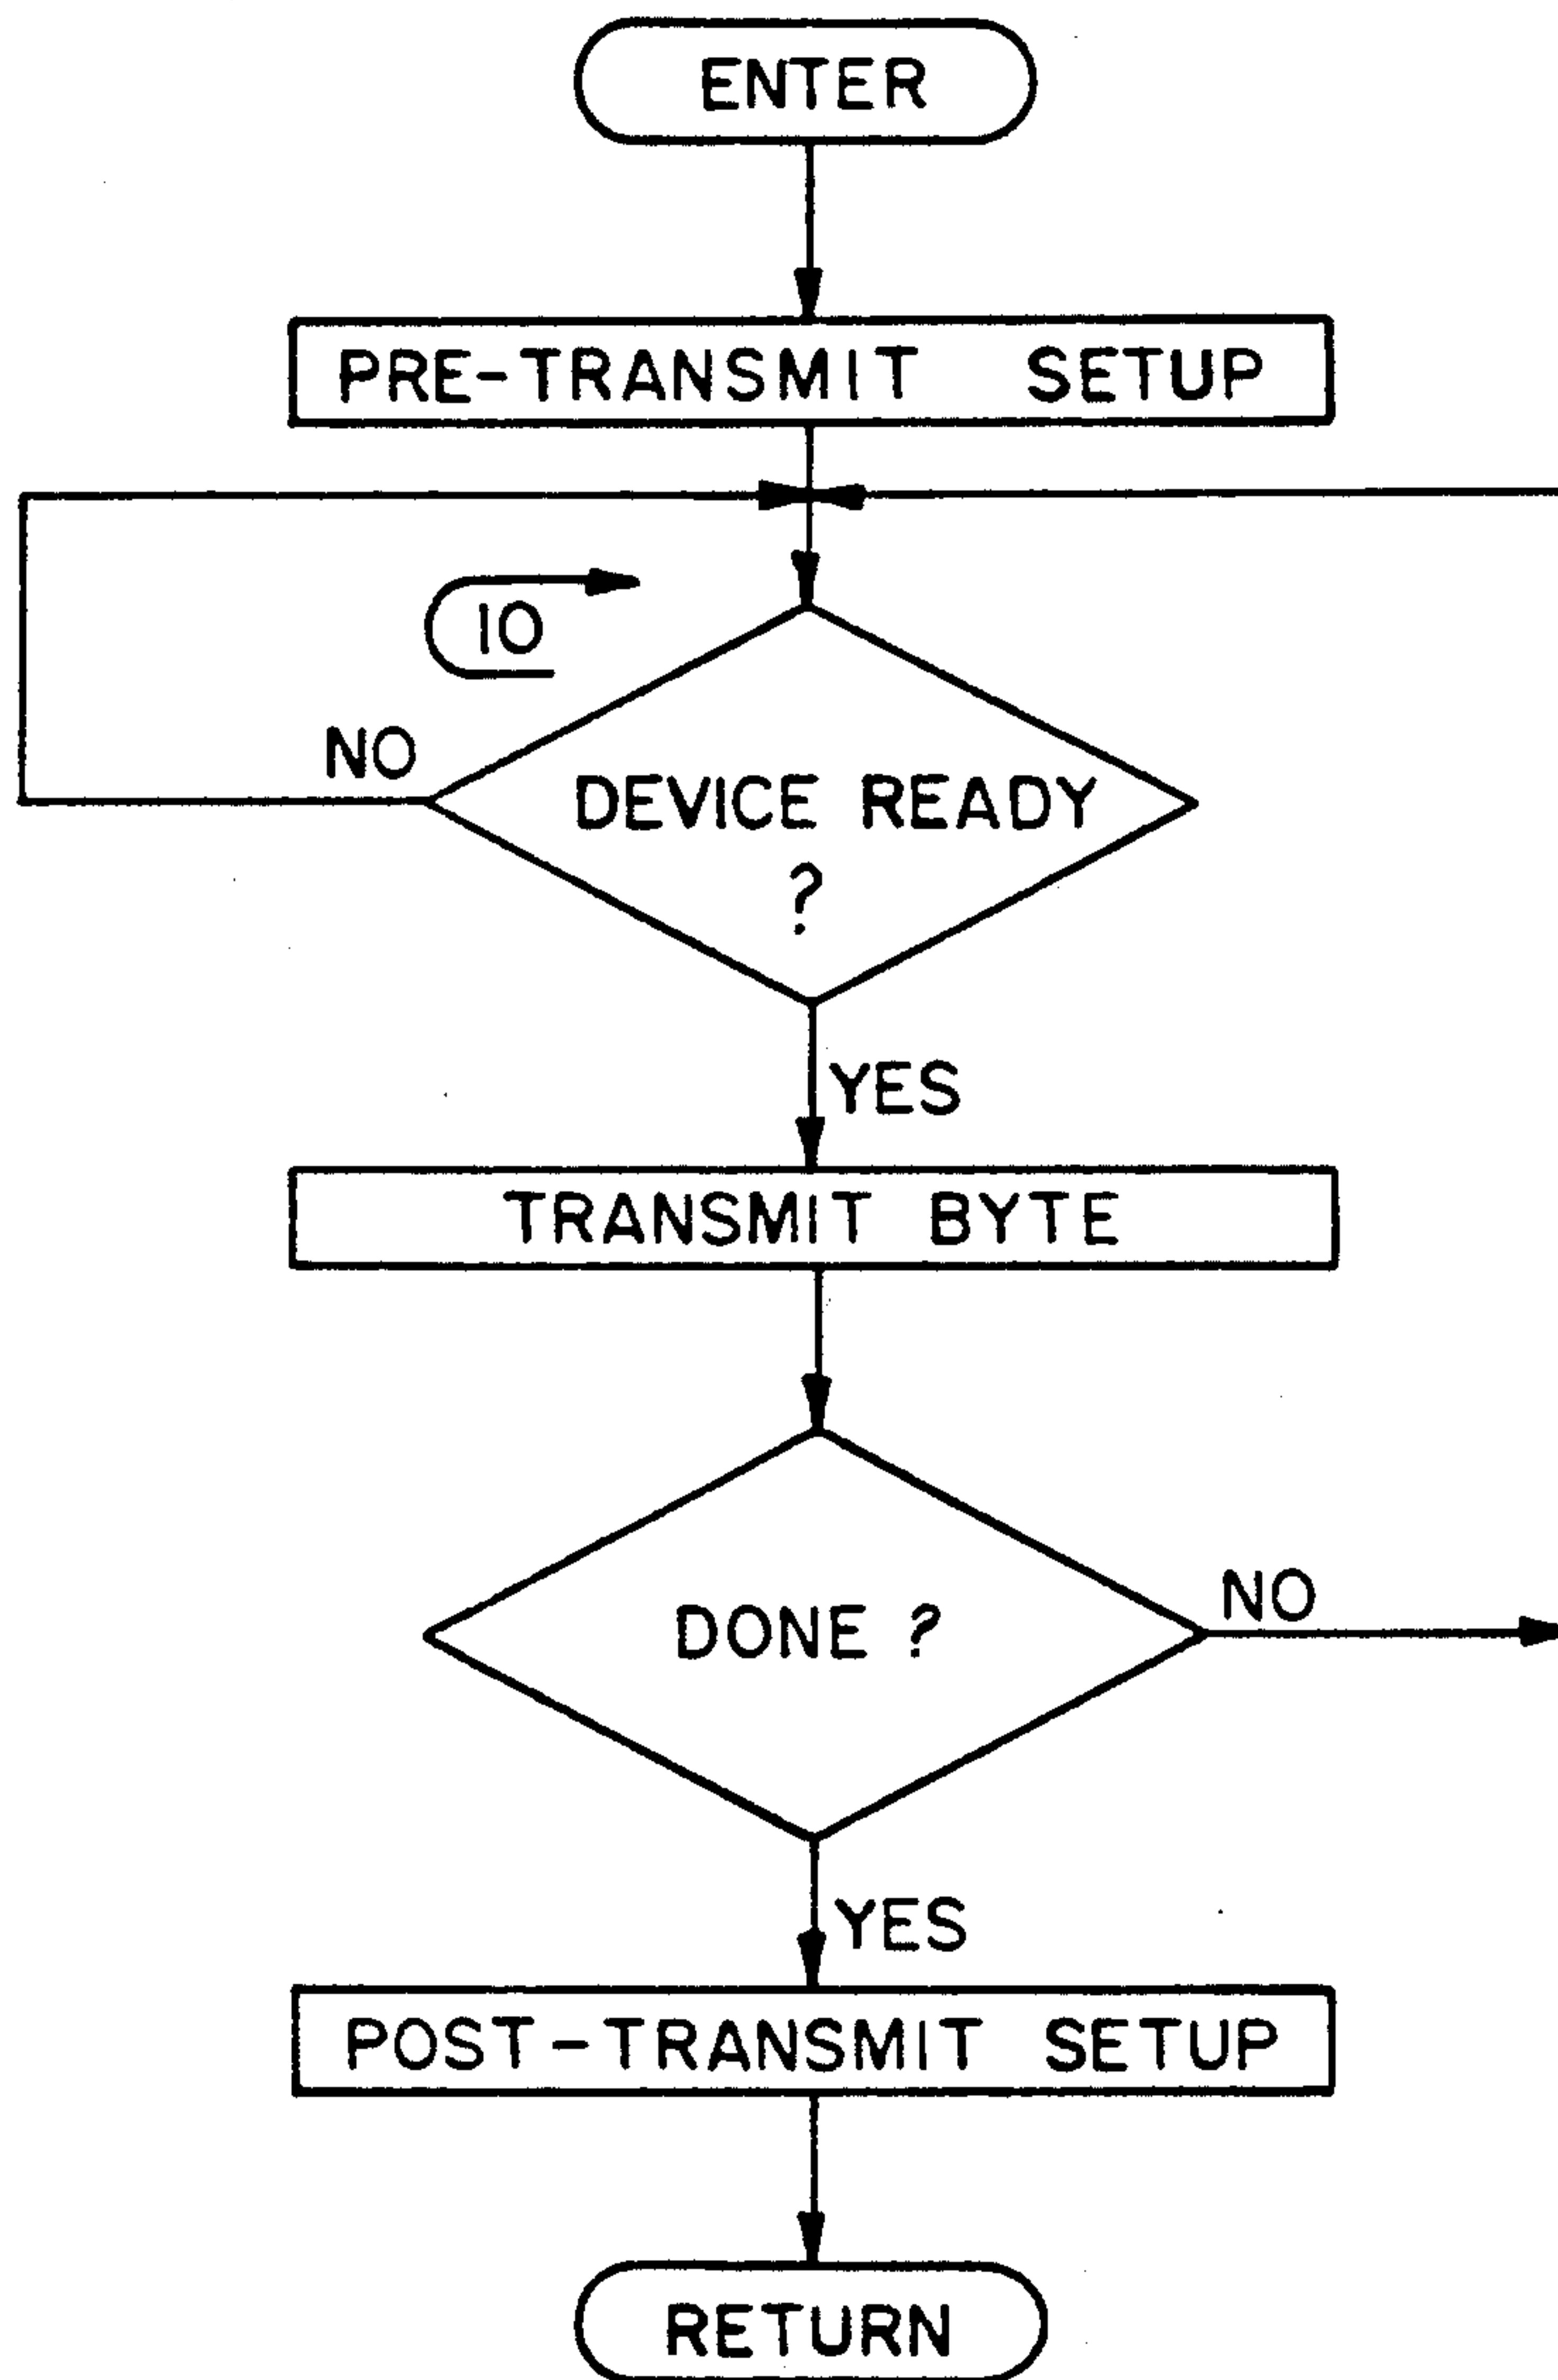 ENTER
PRE-TRANSMIT SETUP
10
NO
DEVICE READY
?
YES
TRANSMIT BYTE
DONE ?
NO
YES
POST-TRANSMIT SETUP
RETURN